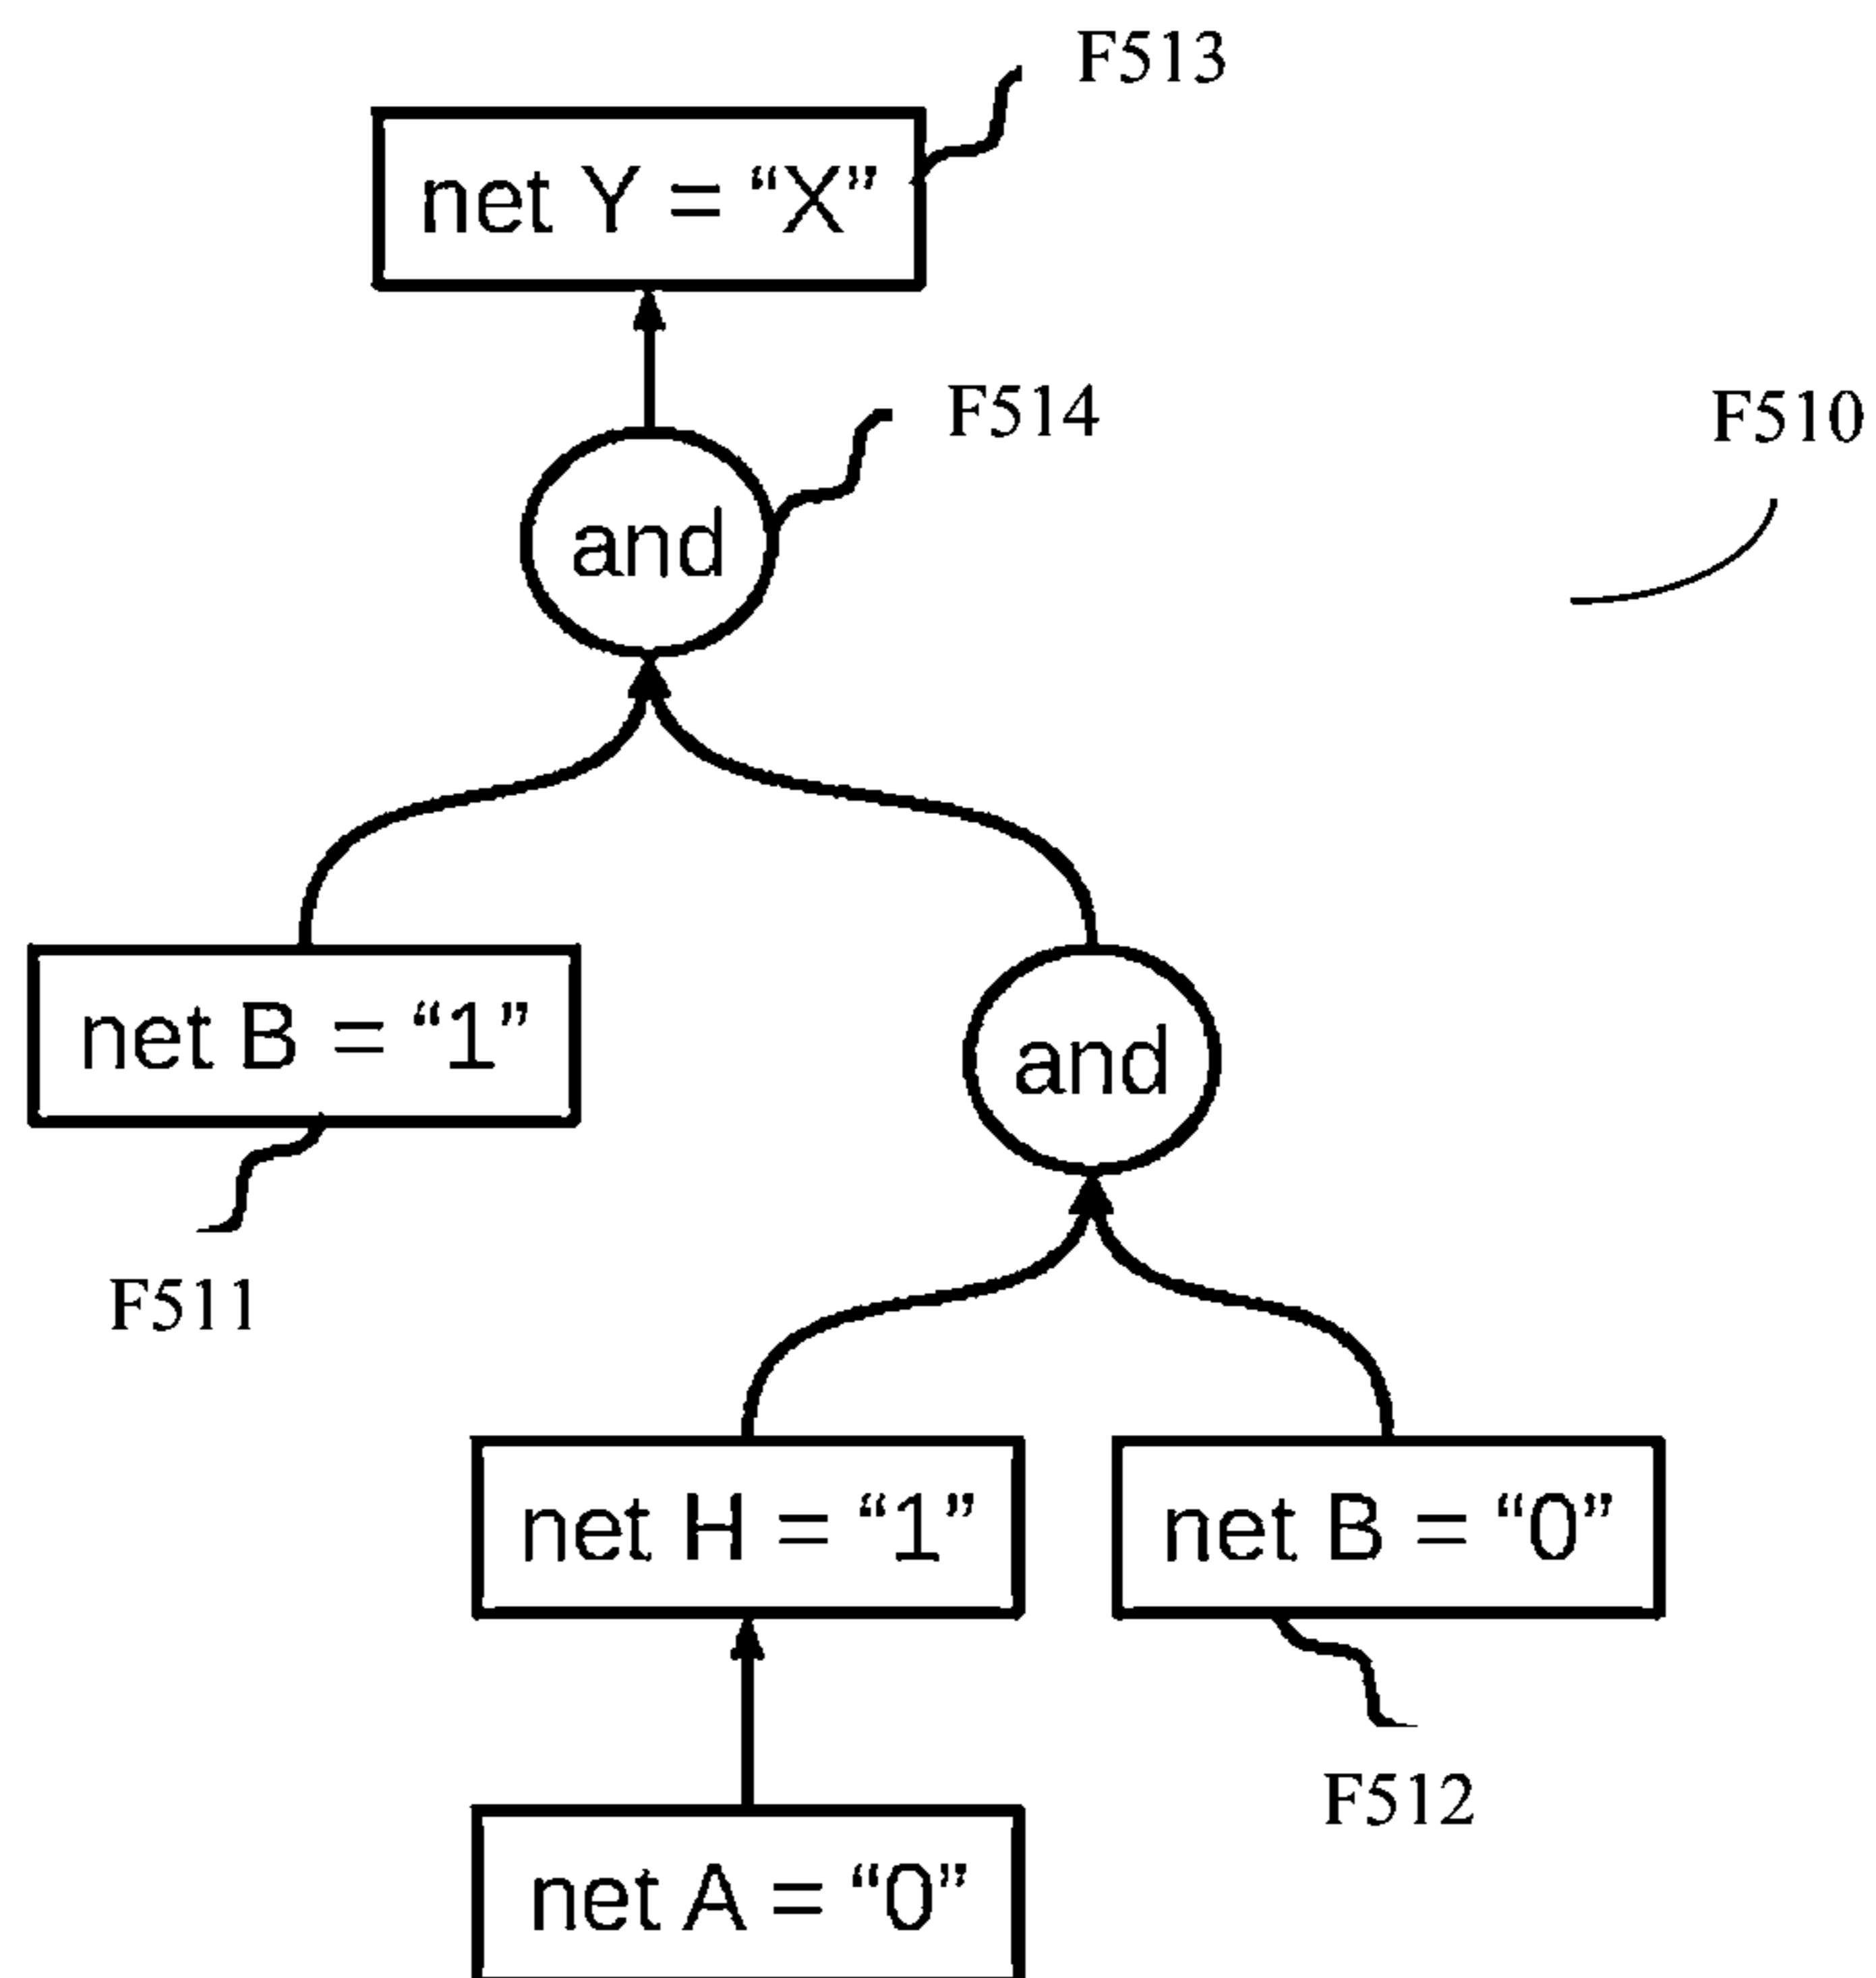 F513
net Y = “X”
F514
F510
and
net B = “1”
and
F511
net H = “1”
net B = “0”
F512
net A = “0”